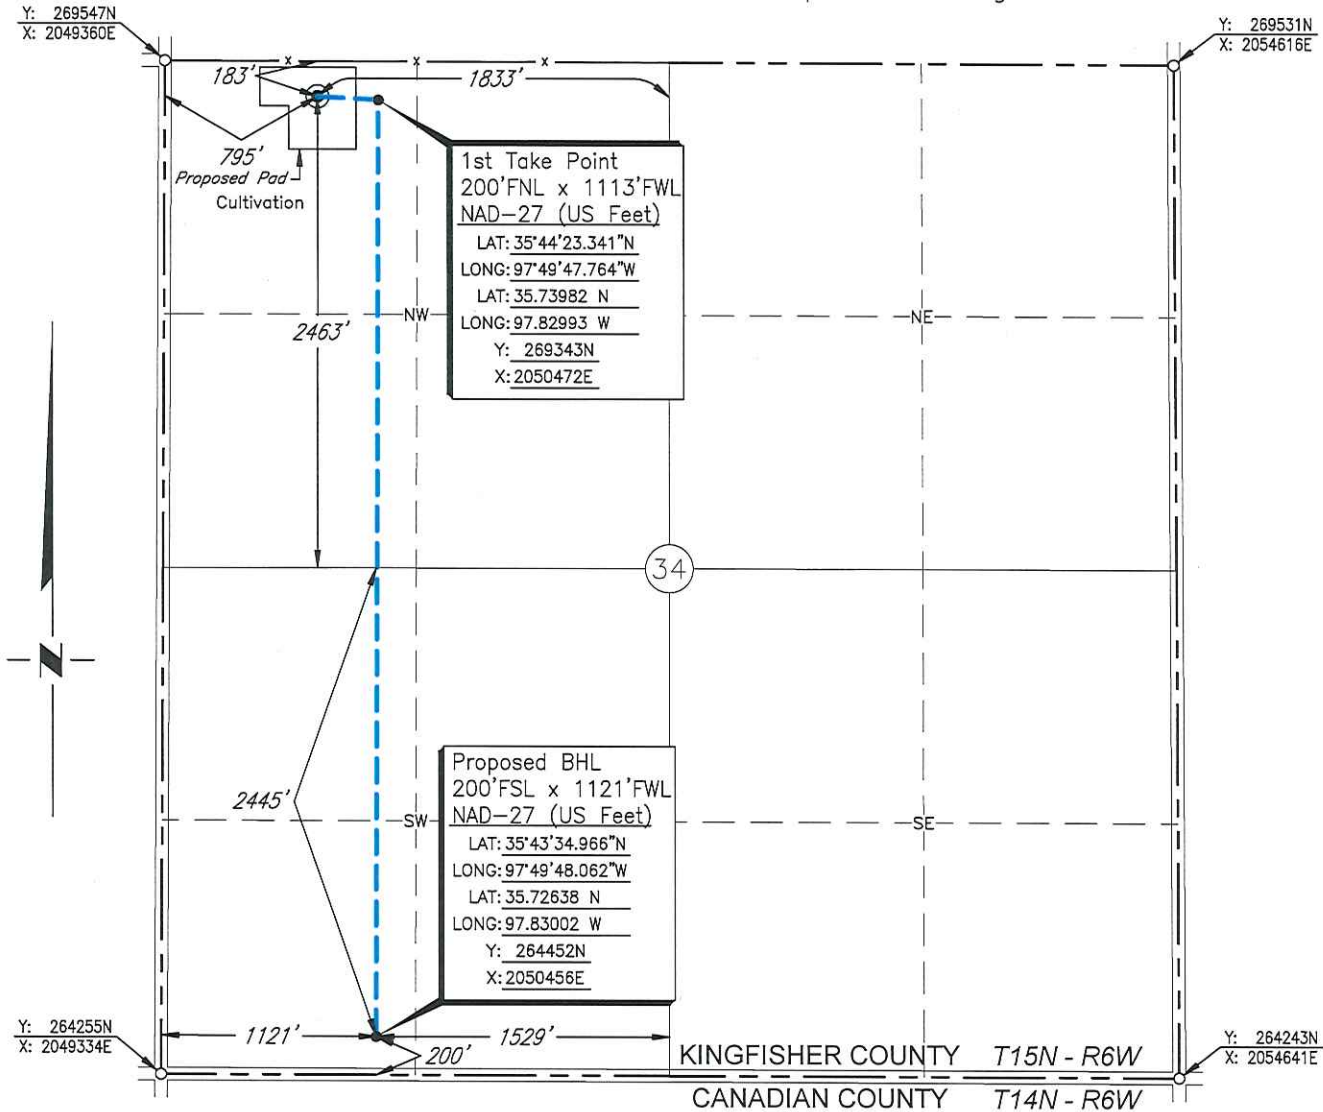 Y: 269547N
X: 2049360E
Y: 269531N
X: 2054616E
x
x
x
183'
1833'
795'
Proposed Pad
Cultivation
1st Take Point
200'FNL x 1113'FWL
NAD-27 (US Feet)
LAT: 35°44'23.341"N
LONG: 97°49'47.764"W
LAT: 35.73982 N
LONG: 97.82993 W
Y: 269343N
X: 2050472E
NW
NE
2463'
34
N
Proposed BHL
200'FSL x 1121'FWL
NAD-27 (US Feet)
LAT: 35°43'34.966"N
LONG: 97°49'48.062"W
LAT: 35.72638 N
LONG: 97.83002 W
Y: 264452N
X: 2050456E
2445'
SW
SE
Y: 264255N
X: 2049334E
1121'
1529'
200'
KINGFISHER COUNTY T15N - R6W
CANADIAN COUNTY T14N - R6W
Y: 264243N
X: 2054641E